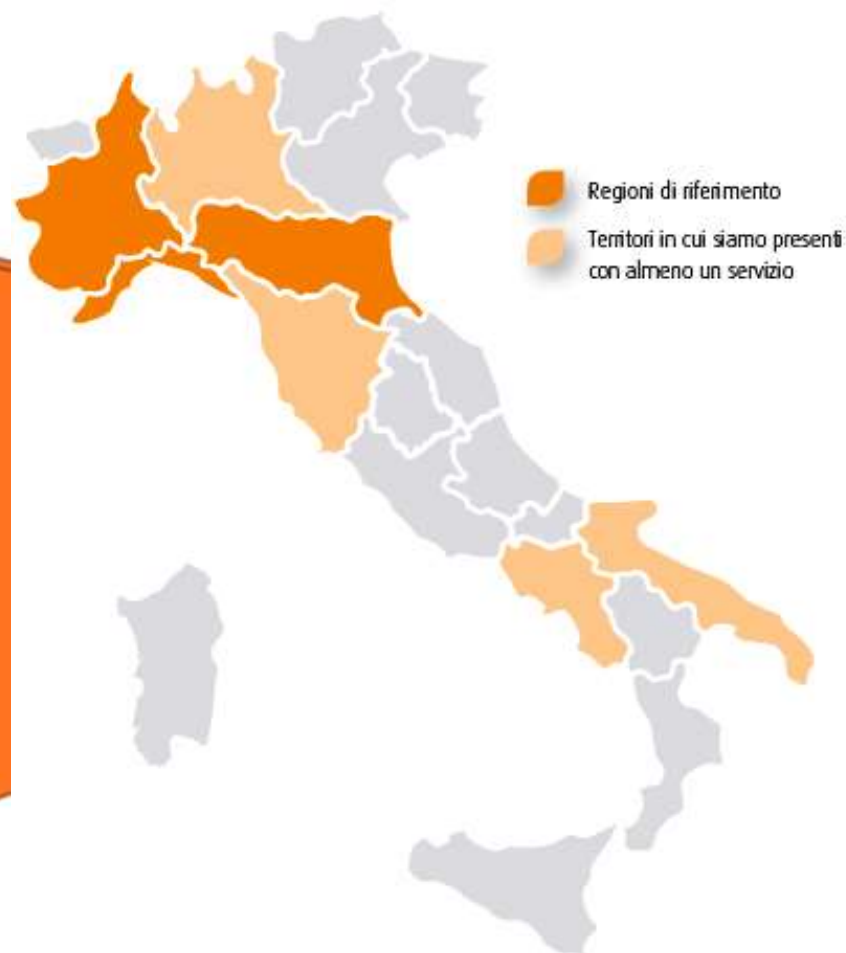 Regioni di riferimento
Territori in cui siamo presenti
con almeno un servizio